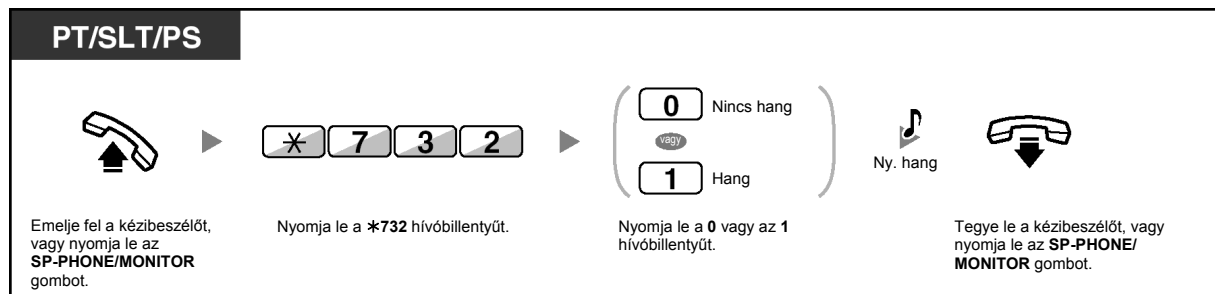 PT/SLT/PS
✳ 7 3 2
0 Nincs hang
vagy
1 Hang
Ny. hang
Emelje fel a kézibeszélőt,
vagy nyomja le az
SP-PHONE/MONITOR
gombot.
Nyomja le a ✳732 hívóbillentyűt.
Nyomja le a 0 vagy az 1
hívóbillentyűt.
Tegye le a kézibeszélőt, vagy
nyomja le az SP-PHONE/
MONITOR gombot.